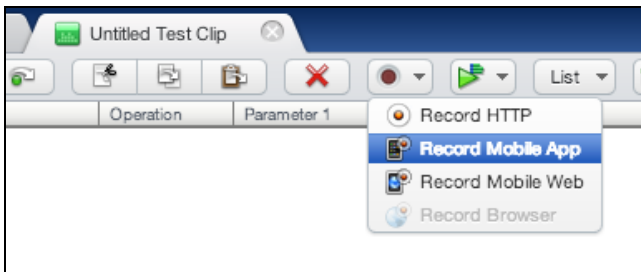 Untitled Test Clip
List
Operation Parameter 1
Record HTTP
Record Mobile App
Record Mobile Web
Record Browser